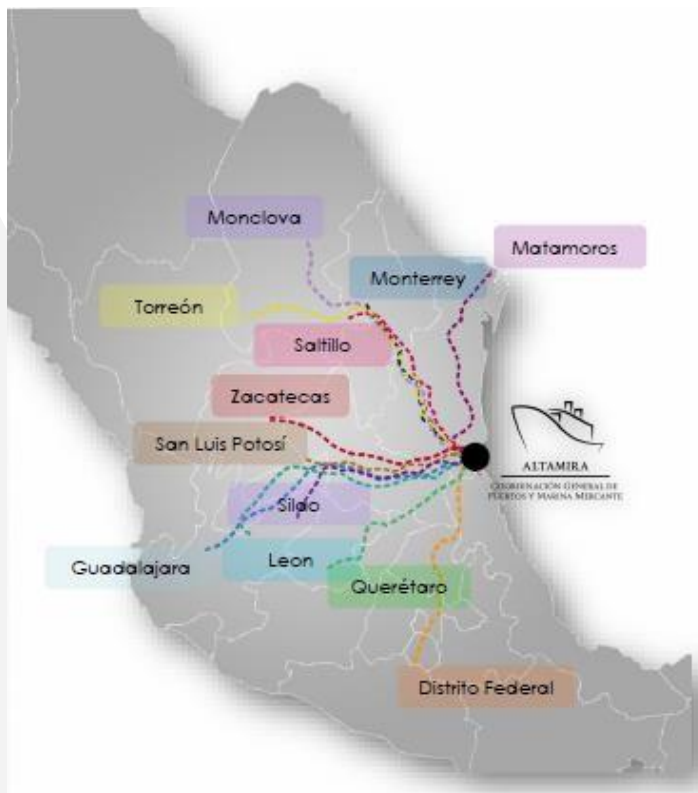 Monclova
Matamoros
Monterrey
Torreón
Saltillo
Zacatecas
San Luis Potosí
ALTAMIRA
COORDINACIÓN GENERAL DE
PUERTOS Y MARINA MERCANTE
Silao
Guadalajara
Leon
Querétaro
Distrito Federal